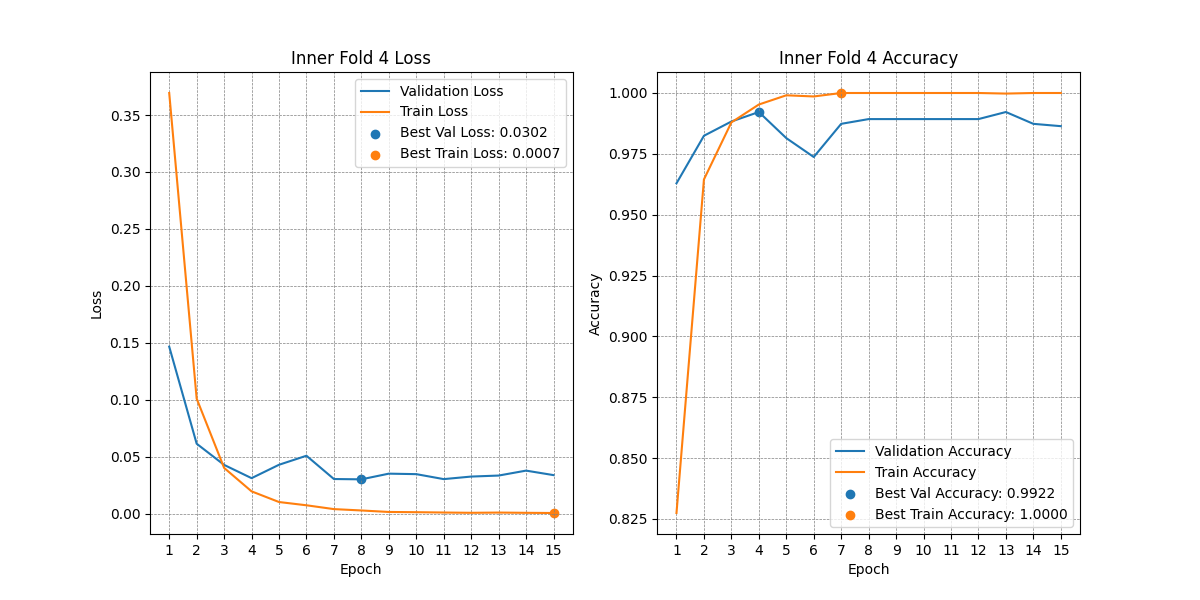 Inner Fold 4 Loss
Validation Loss
Train Loss
Best Val Loss: 0.0302
Best Train Loss: 0.0007
0.35
0.30
0.25
0.20
0.15
0.10
0.05
0.00
Loss
1 2 3 4 5 6 7 8 9 10 11 12 13 14 15
Epoch
Inner Fold 4 Accuracy
1.000
0.975
0.950
0.925
0.900
0.875
0.850
0.825
Accuracy
Validation Accuracy
Train Accuracy
Best Val Accuracy: 0.9922
Best Train Accuracy: 1.0000
1 2 3 4 5 6 7 8 9 10 11 12 13 14 15
Epoch